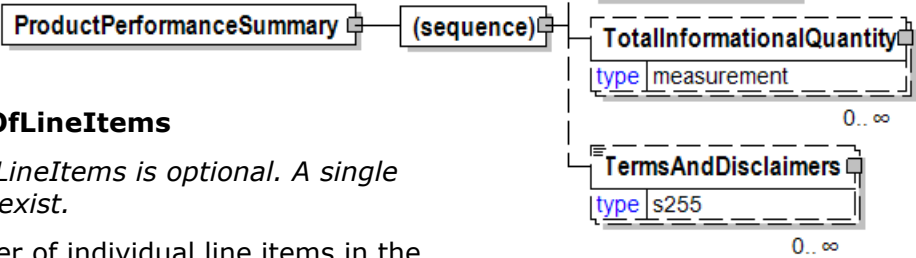 ProductPerformanceSummary
(sequence)
TotalInformationalQuantity
type measurement
0.. ∞
OfLineItems
LineItems is optional. A single
exist.
TermsAndDisclaimers
type s255
0.. ∞
er of individual line items in the